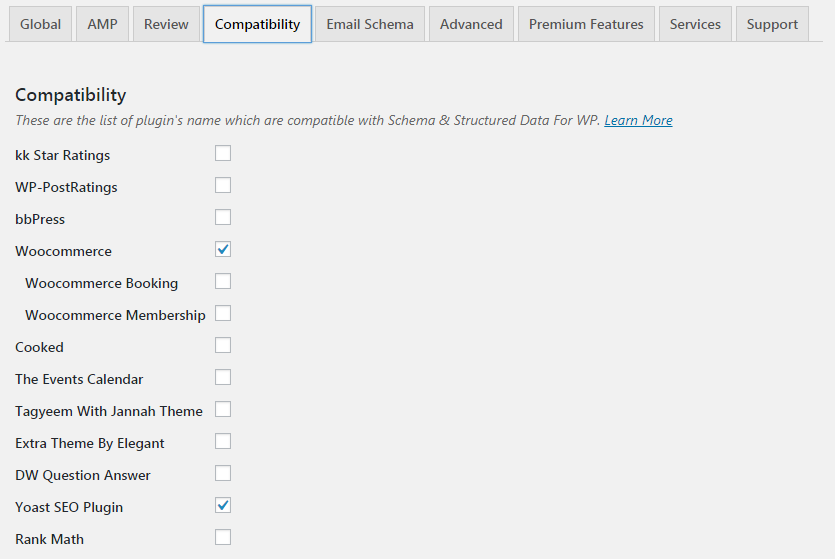 Global AMP Review Compatibility Email Schema Advanced Premium Features Services Support
Compatibility
These are the list of plugin's name which are compatible with Schema & Structured Data For WP. Learn More
kk Star Ratings
WP-PostRatings
bbPress
Woocommerce
Woocommerce Booking
Woocommerce Membership
Cooked
The Events Calendar
Tagyeem With Jannah Theme
Extra Theme By Elegant
DW Question Answer
Yoast SEO Plugin
Rank Math